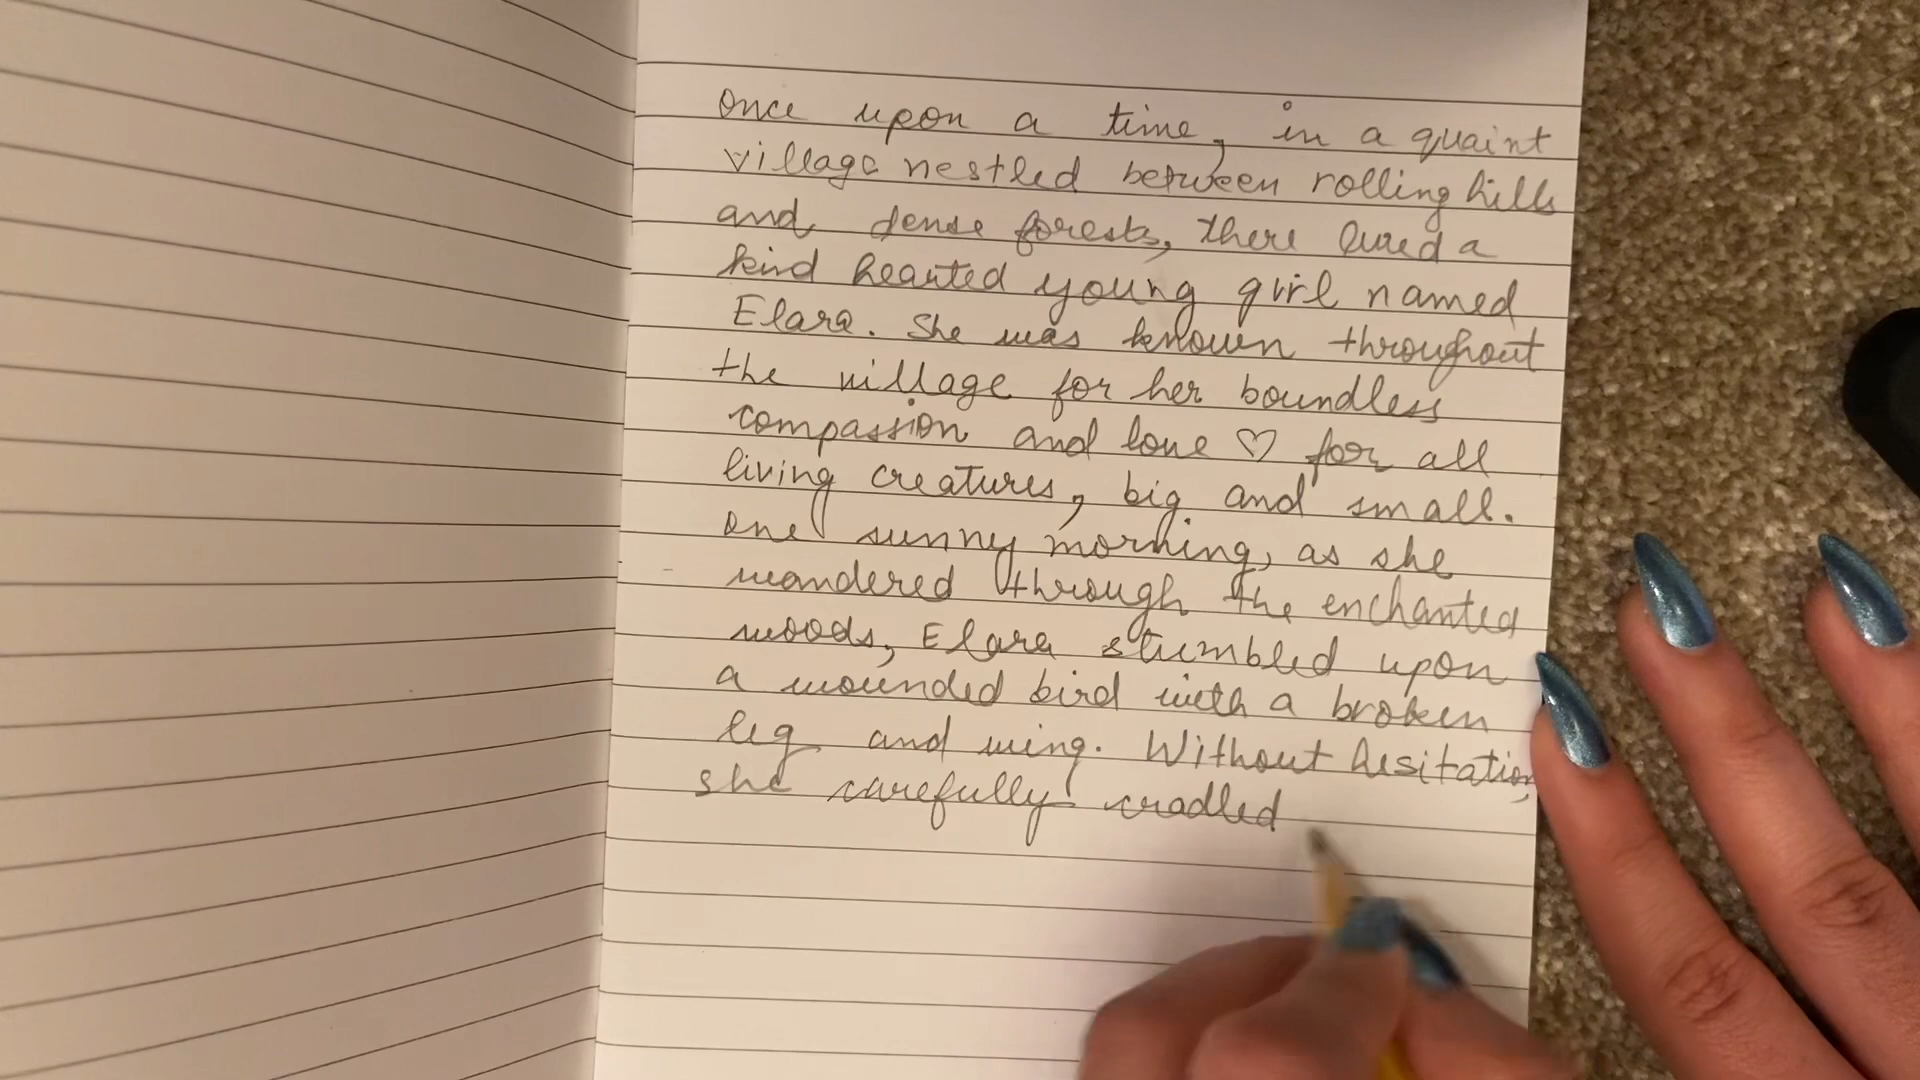 once upon a time, in a quaint
village nestled between rolling hills
and dense forests, there lived a
kind hearted young girl named
Elara. She was known throughout
the village for her boundless
compassion and love ♡ for all
living creatures, big and small.
one sunny morning, as she
wandered through the enchanted
woods, Elara stumbled upon
a wounded bird with a broken
leg and wing. Without hesitation,
she carefully cradled